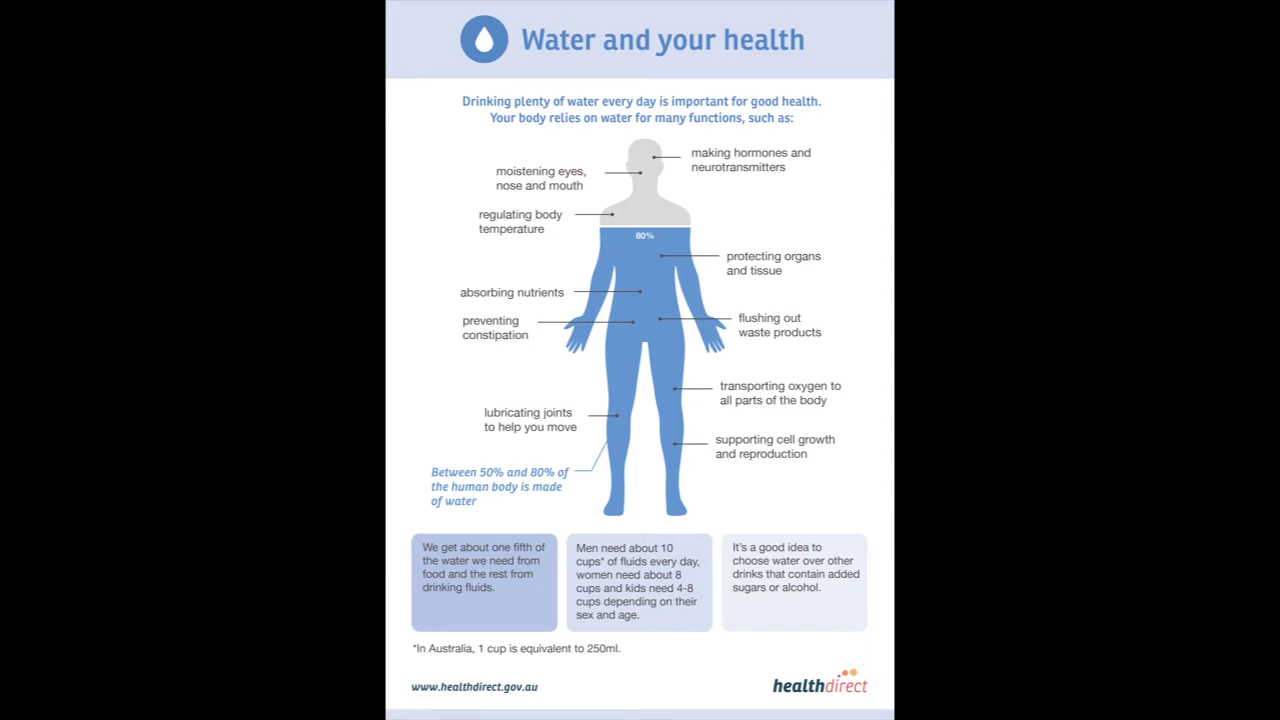 Water and your health
Drinking plenty of water every day is important for good health.
Your body relies on water for many functions, such as:
making hormones and
neurotransmitters
moistening eyes,
nose and mouth
regulating body
temperature
80%
protecting organs
and tissue
absorbing nutrients
preventing
constipation
flushing out
waste products
transporting oxygen to
all parts of the body
lubricating joints
to help you move
supporting cell growth
and reproduction
Between 50% and 80% of
the human body is made
of water
We get about one fifth of
the water we need from
food and the rest from
drinking fluids.
Men need about 10
cups* of fluids every day,
women need about 8
cups and kids need 4-8
cups depending on their
sex and age.
It's a good idea to
choose water over other
drinks that contain added
sugars or alcohol.
*In Australia, 1 cup is equivalent to 250ml.
www.healthdirect.gov.au
healthdirect